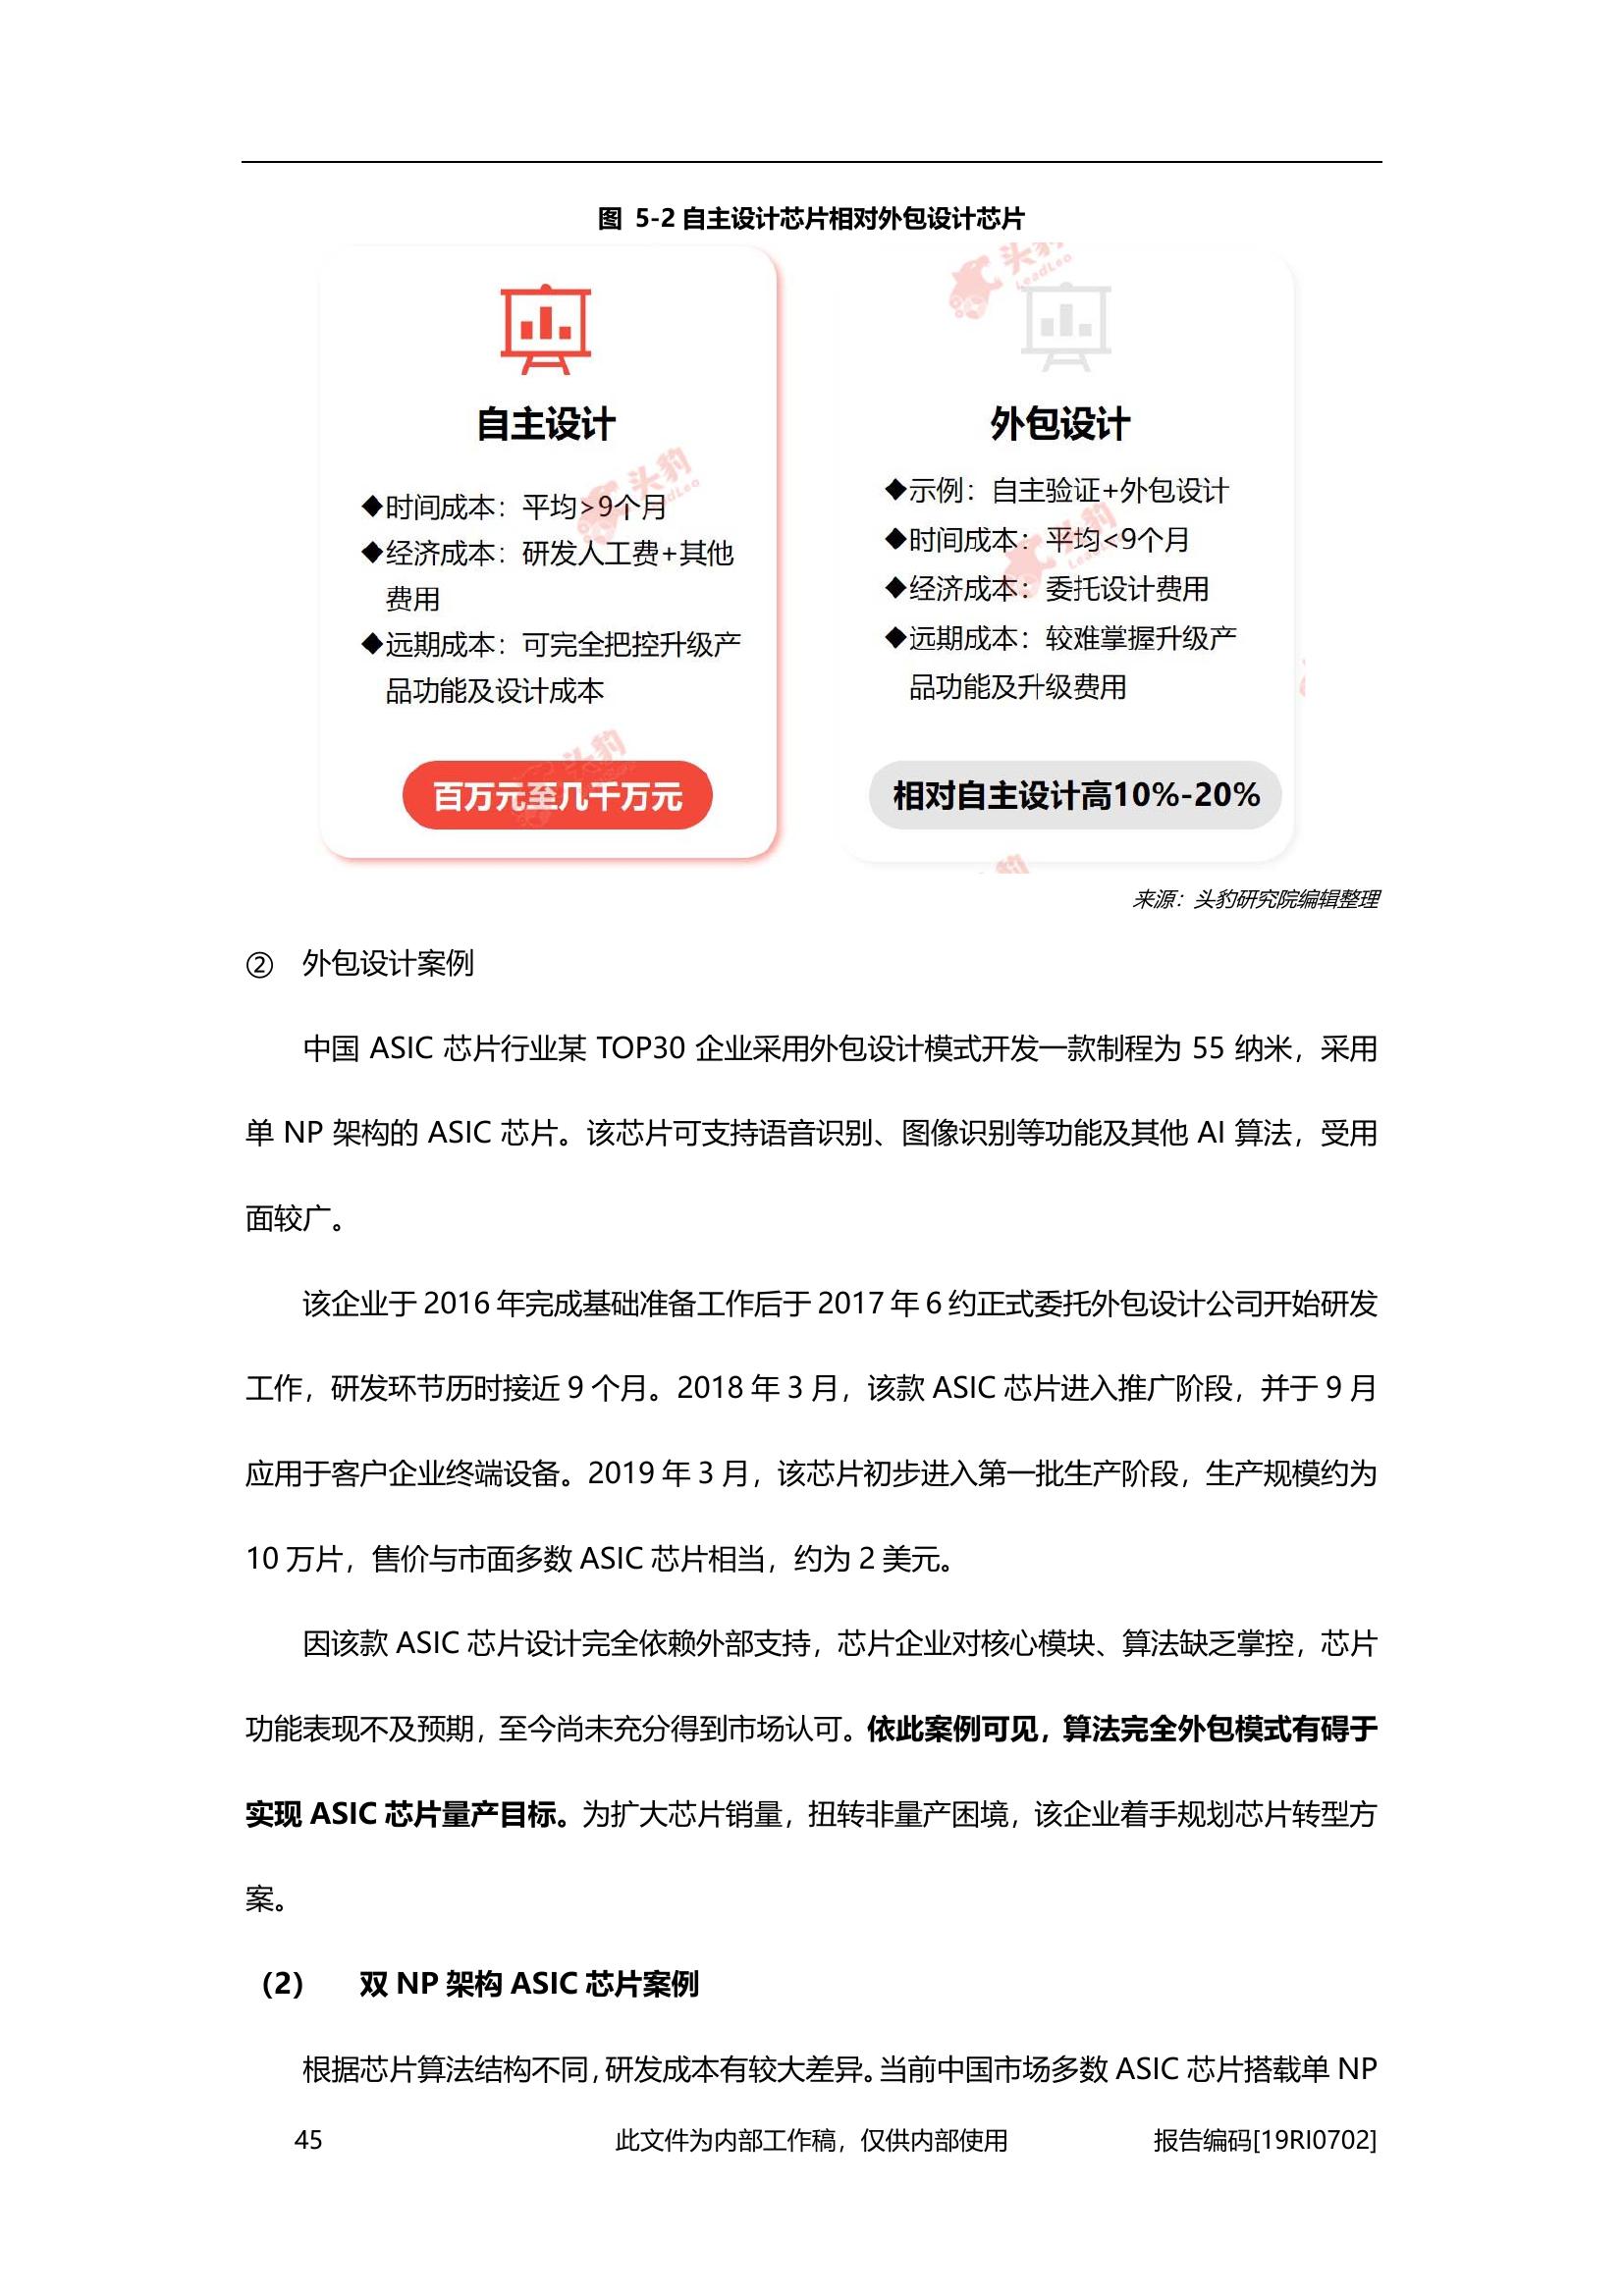 图 5-2 自主设计芯片相对外包设计芯片
头豹
LeadLeo
自主设计
◆时间成本：平均>9个月
◆经济成本：研发人工费+其他
费用
◆远期成本：可完全把控升级产
品功能及设计成本
百万元至几千万元
头豹
LeadLeo
头豹
外包设计
◆示例：自主验证+外包设计
◆时间成本：平均<9个月
◆经济成本：委托设计费用
◆远期成本：较难掌握升级产
品功能及升级费用
相对自主设计高10%-20%
头豹
LeadLeo
来源：头豹研究院编辑整理
② 外包设计案例
中国 ASIC 芯片行业某 TOP30 企业采用外包设计模式开发一款制程为 55 纳米，采用
单 NP 架构的 ASIC 芯片。该芯片可支持语音识别、图像识别等功能及其他 AI 算法，受用
面较广。
该企业于 2016 年完成基础准备工作后于 2017 年 6 约正式委托外包设计公司开始研发
工作，研发环节历时接近 9 个月。2018 年 3 月，该款 ASIC 芯片进入推广阶段，并于 9 月
应用于客户企业终端设备。2019 年 3 月，该芯片初步进入第一批生产阶段，生产规模约为
10 万片，售价与市面多数 ASIC 芯片相当，约为 2 美元。
因该款 ASIC 芯片设计完全依赖外部支持，芯片企业对核心模块、算法缺乏掌控，芯片
功能表现不及预期，至今尚未充分得到市场认可。依此案例可见，算法完全外包模式有碍于
实现 ASIC 芯片量产目标。为扩大芯片销量，扭转非量产困境，该企业着手规划芯片转型方
案。
（2） 双 NP 架构 ASIC 芯片案例
根据芯片算法结构不同，研发成本有较大差异。当前中国市场多数 ASIC 芯片搭载单 NP
45 此文件为内部工作稿，仅供内部使用 报告编码[19RI0702]